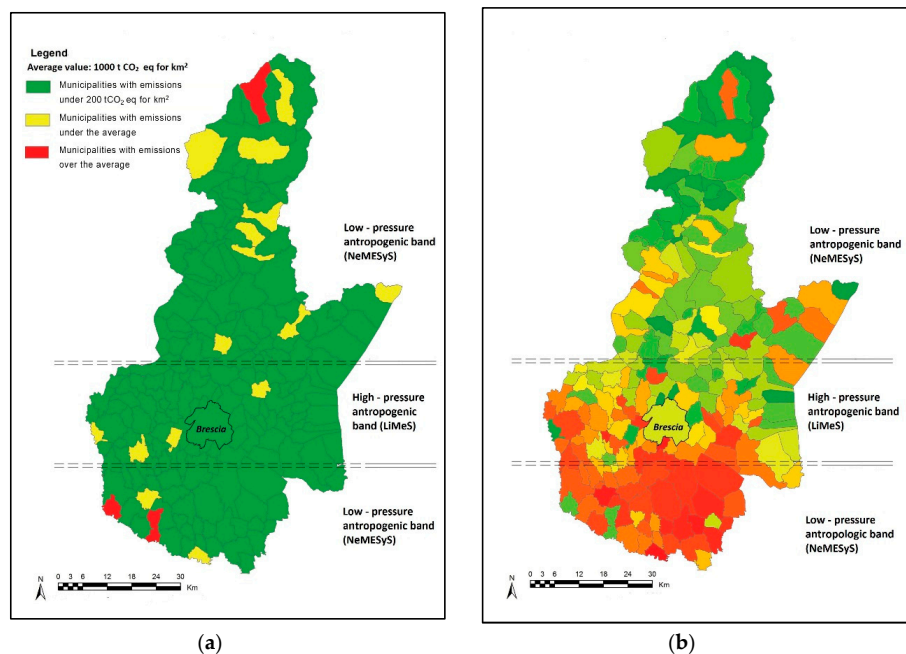 Legend
Average value: 1000 t CO₂ eq for km²
Municipalities with emissions
under 200 tCO₂ eq for km²
Municipalities with emissions
under the average
Municipalities with emissions
over the average
Low - pressure
antropogenic band
(NeMESyS)
High - pressure
antropogenic
band (LiMeS)
Brescia
Low - pressure
antropogenic band
(NeMESyS)
N
0 3 6 12 18 24 30
Km
(a)
Low - pressure
antropogenic band
(NeMESyS)
High - pressure
antropogenic band
(LiMeS)
Brescia
Low - pressure
antropologic band
(NeMESyS)
N
0 3 6 12 18 24 30
Km
(b)